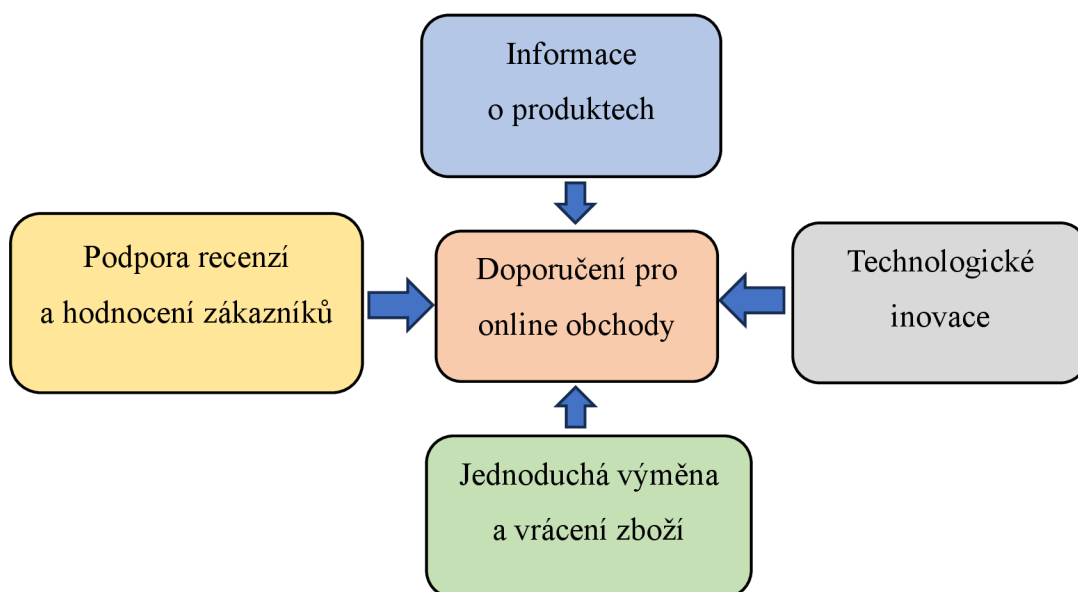 Informace
o produktech
Podpora recenzí
a hodnocení zákazníků
Doporučení pro
online obchody
Technologické
inovace
Jednoduchá výměna
a vrácení zboží